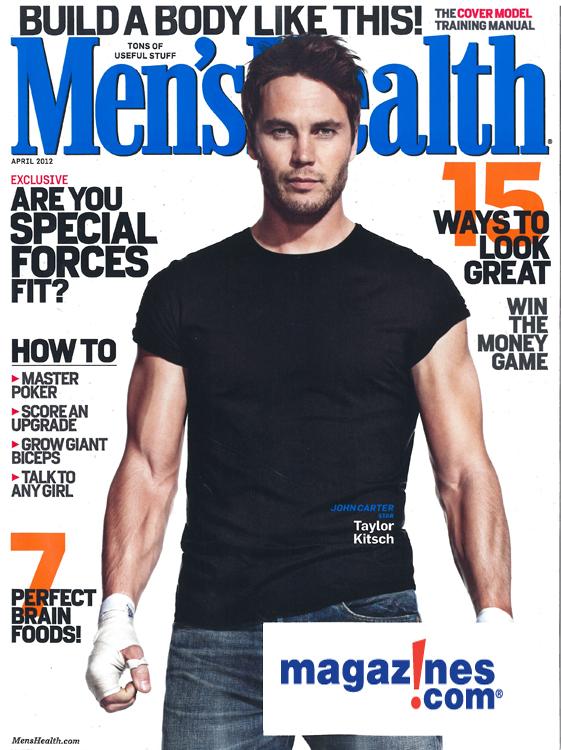 BUILD A BODY LIKE THIS!
THE COVER MODEL
TRAINING MANUAL
TONS OF
USEFUL STUFF
Men's Health
APRIL 2012
EXCLUSIVE
ARE YOU
SPECIAL
FORCES
FIT?
15
WAYS TO
LOOK
GREAT
WIN
THE
MONEY
GAME
HOW TO
MASTER
POKER
SCORE AN
UPGRADE
GROW GIANT
BICEPS
TALK TO
ANY GIRL
JOHN CARTER
STAR
Taylor
Kitsch
7
PERFECT
BRAIN
FOODS!
magaz!nes
.com®
MensHealth.com